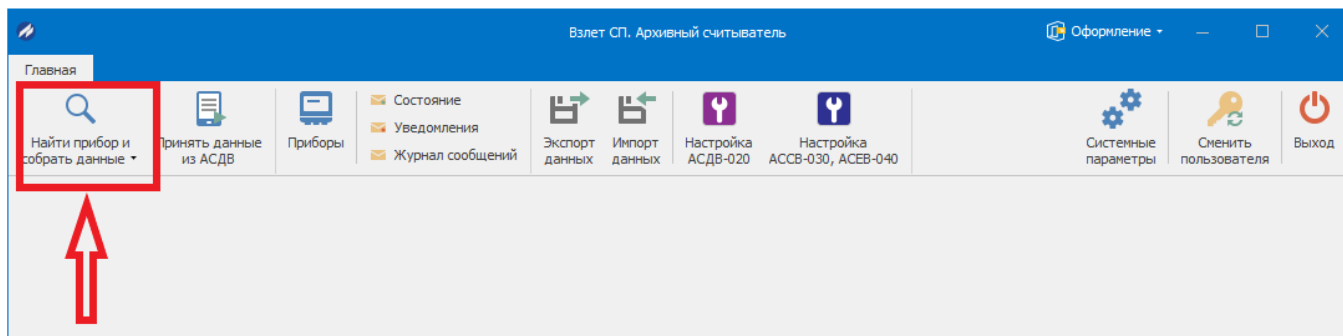 Взлет СП. Архивный считыватель
Оформление
Главная
Найти прибор и
собрать данные
Принять данные
из АСДВ
Приборы
Состояние
Уведомления
Журнал сообщений
Экспорт
данных
Импорт
данных
Настройка
АСДВ-020
Настройка
АССВ-030, АСЕВ-040
Системные
параметры
Сменить
пользователя
Выход